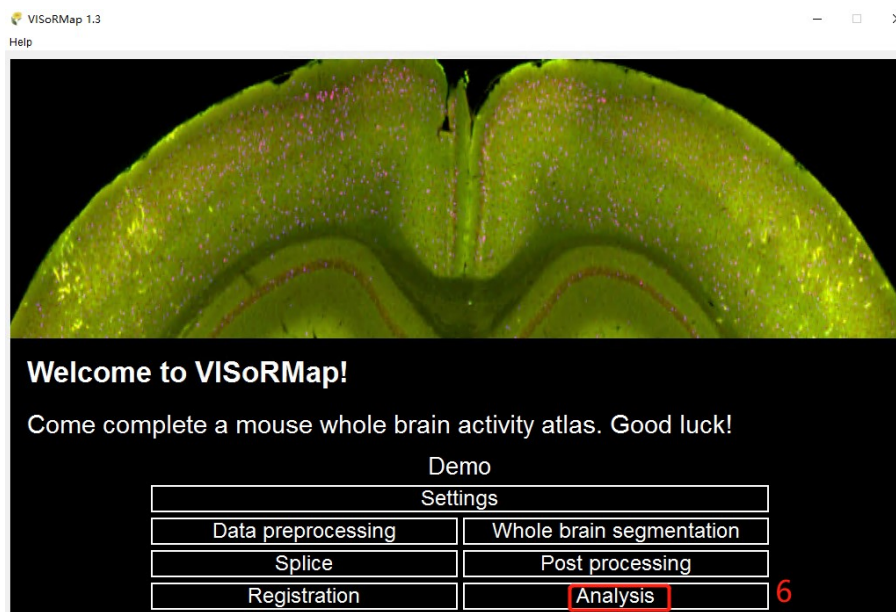 VISoRMap 1.3
Help
Welcome to VISoRMap!
Come complete a mouse whole brain activity atlas. Good luck!
Demo
Settings
Data preprocessing
Whole brain segmentation
Splice
Post processing
Registration
Analysis
6